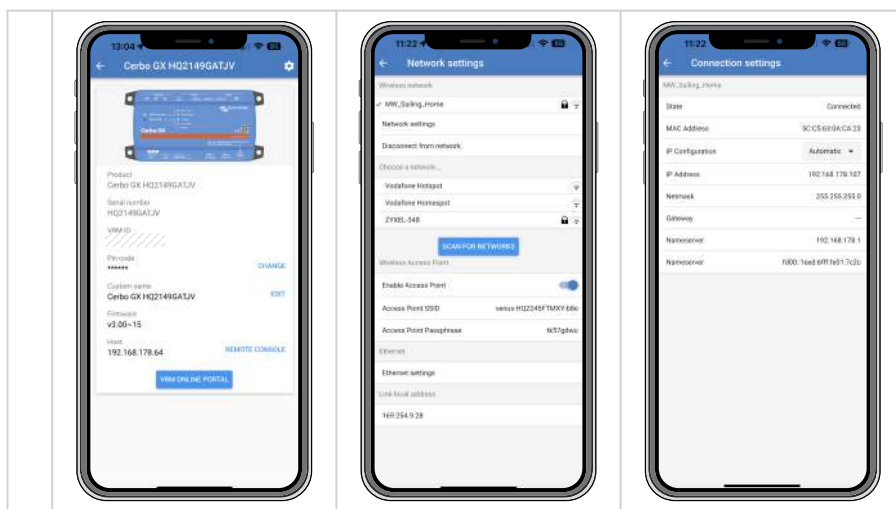 13:04
Cerbo GX HQ2149GATJV
Cerbo GX
Product
Cerbo GX HQ2149GATJV
Serial number
HQ2149GATJV
VRM ID
Pin code
******
CHANGE
Custom name
Cerbo GX HQ2149GATJV
EDIT
Firmware
v3.00~15
Host
192.168.178.64
REMOTE CONSOLE
VRM ONLINE PORTAL
11:22
Network settings
Wireless network
MW_Sailing_Home
Network settings
Disconnect from network
Choose a network...
Vodafone Hotspot
Vodafone Homespot
ZYXEL-348
SCAN FOR NETWORKS
Wireless Access Point
Enable Access Point
Access Point SSID
Access Point Passphrase
Ethernet
Ethernet settings
Link-local address
169.254.9.28
11:22
Connection settings
MW_Sailing_Home
State
Connected
MAC Address
IP Configuration
Automatic
IP Address
192.168.178.107
Netmask
255.255.255.0
Gateway
---
Nameserver
192.168.178.1
Nameserver